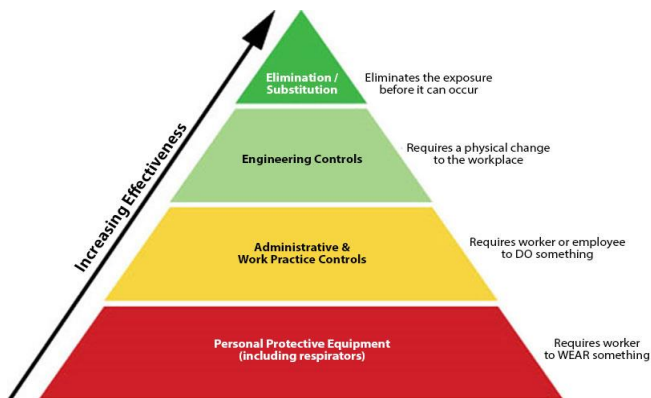 Increasing Effectiveness
Elimination /
Substitution
Eliminates the exposure
before it can occur
Engineering Controls
Requires a physical change
to the workplace
Administrative &
Work Practice Controls
Requires worker or employee
to DO something
Personal Protective Equipment
(including respirators)
Requires worker
to WEAR something